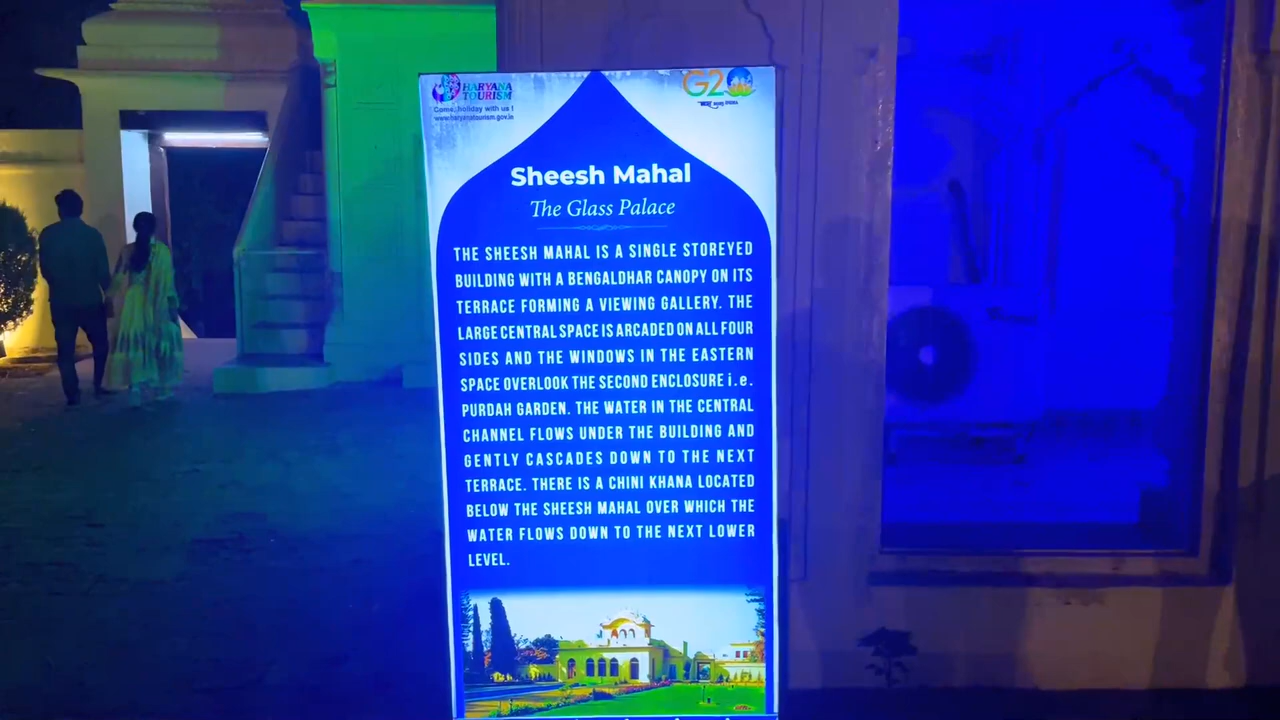 HARYANA
TOURISM
Come, holiday with us !
www.haryanatourism.gov.in
G20
Sheesh Mahal
The Glass Palace
THE SHEESH MAHAL IS A SINGLE STOREYED
BUILDING WITH A BENGALDHAR CANOPY ON ITS
TERRACE FORMING A VIEWING GALLERY. THE
LARGE CENTRAL SPACE IS ARCADED ON ALL FOUR
SIDES AND THE WINDOWS IN THE EASTERN
SPACE OVERLOOK THE SECOND ENCLOSURE i.e.
PURDAH GARDEN. THE WATER IN THE CENTRAL
CHANNEL FLOWS UNDER THE BUILDING AND
GENTLY CASCADES DOWN TO THE NEXT
TERRACE. THERE IS A CHINI KHANA LOCATED
BELOW THE SHEESH MAHAL OVER WHICH THE
WATER FLOWS DOWN TO THE NEXT LOWER
LEVEL.